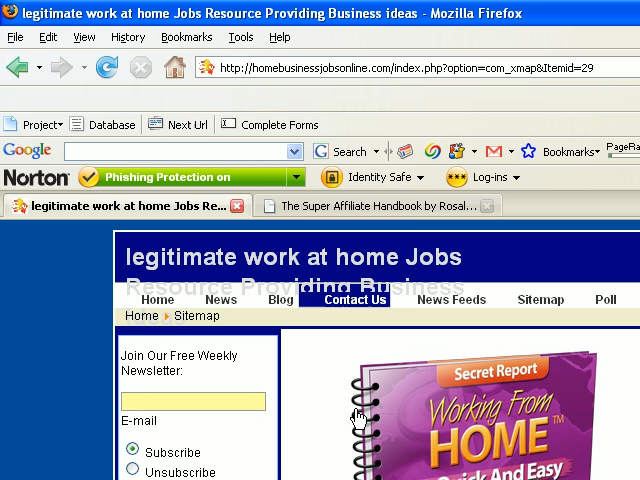 legitimate work at home Jobs Resource Providing Business ideas - Mozilla Firefox
File Edit View History Bookmarks Tools Help
http://homebusinessjobsonline.com/index.php?option=com_xmap&Itemid=29
Project Database Next Url Complete Forms
Google G Search Bookmarks PageRa
Norton Phishing Protection on Identity Safe Log-ins
legitimate work at home Jobs Re... The Super Affiliate Handbook by Rosal...
legitimate work at home Jobs
Resource Providing Business
Home News Blog Contact Us News Feeds Sitemap Poll
Home Sitemap
Join Our Free Weekly
Newsletter:
E-mail
Subscribe
Unsubscribe
Secret Report
Working From
HOME™
Quick And Easy